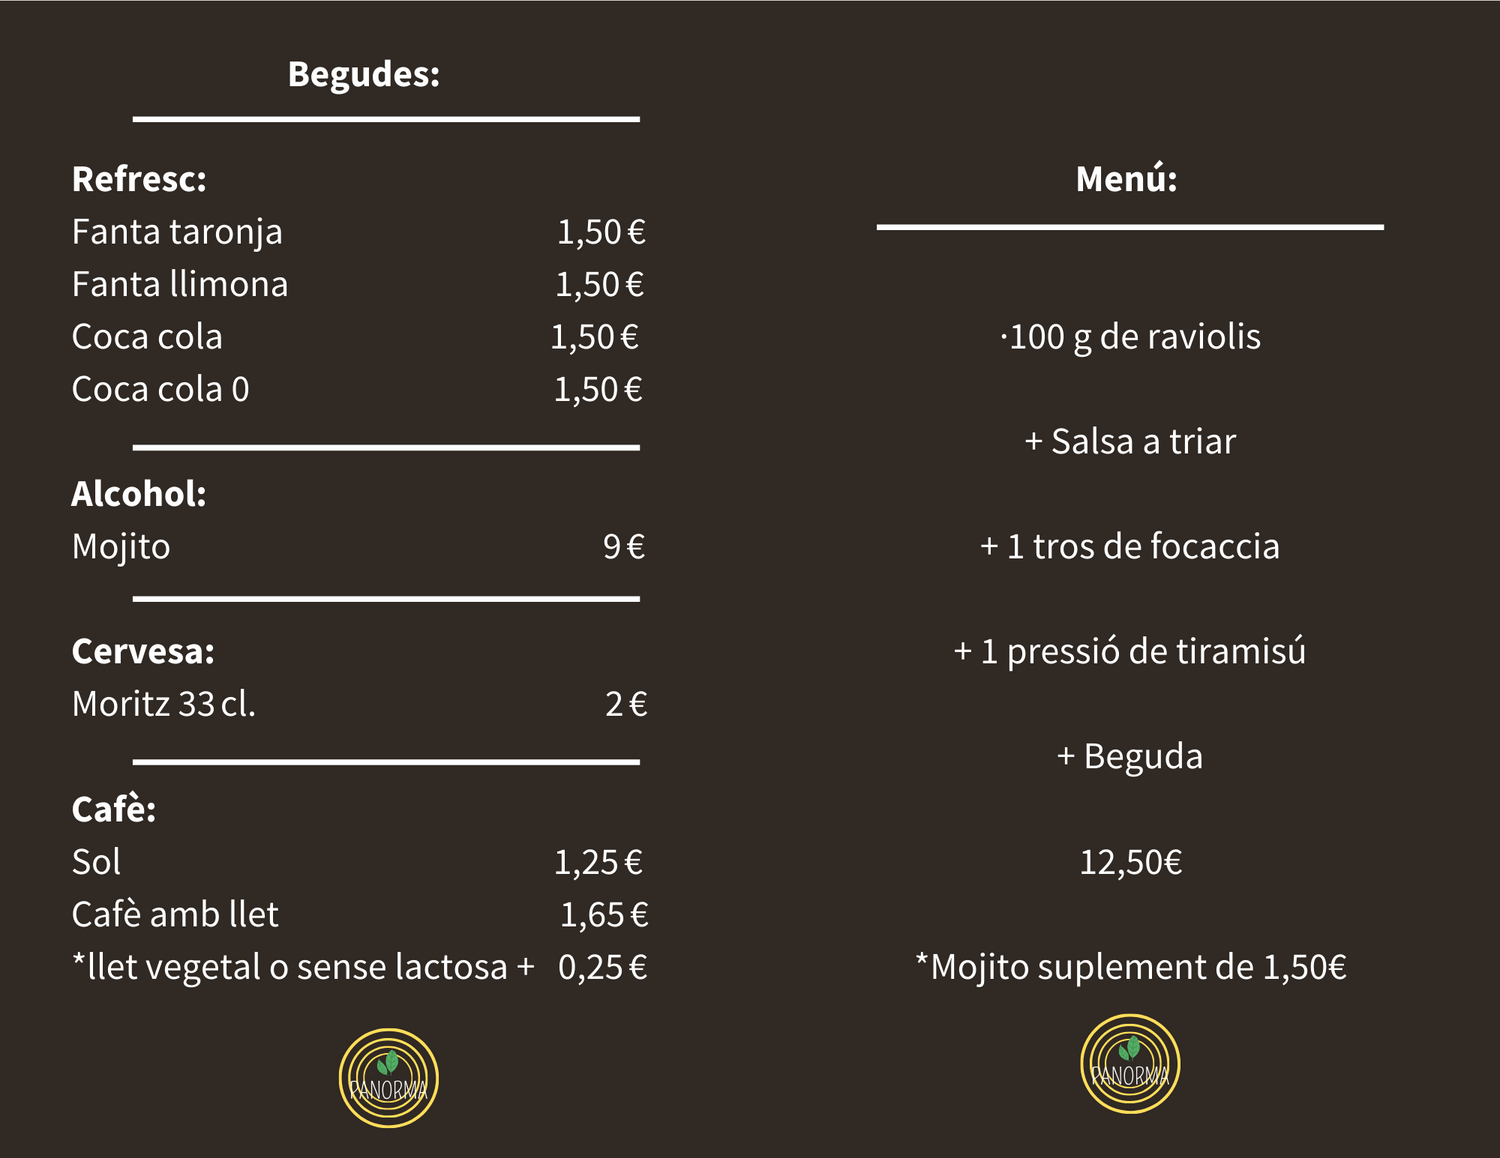 Begudes:
Refresc:
Fanta taronja 1,50 €
Fanta llimona 1,50 €
Coca cola 1,50 €
Coca cola 0 1,50 €
Alcohol:
Mojito 9 €
Cervesa:
Moritz 33 cl. 2 €
Cafè:
Sol 1,25 €
Cafè amb llet 1,65 €
*llet vegetal o sense lactosa + 0,25 €
PANORMA
Menú:
·100 g de raviolis
+ Salsa a triar
+ 1 tros de focaccia
+ 1 pressió de tiramisú
+ Beguda
12,50€
*Mojito suplement de 1,50€
PANORMA